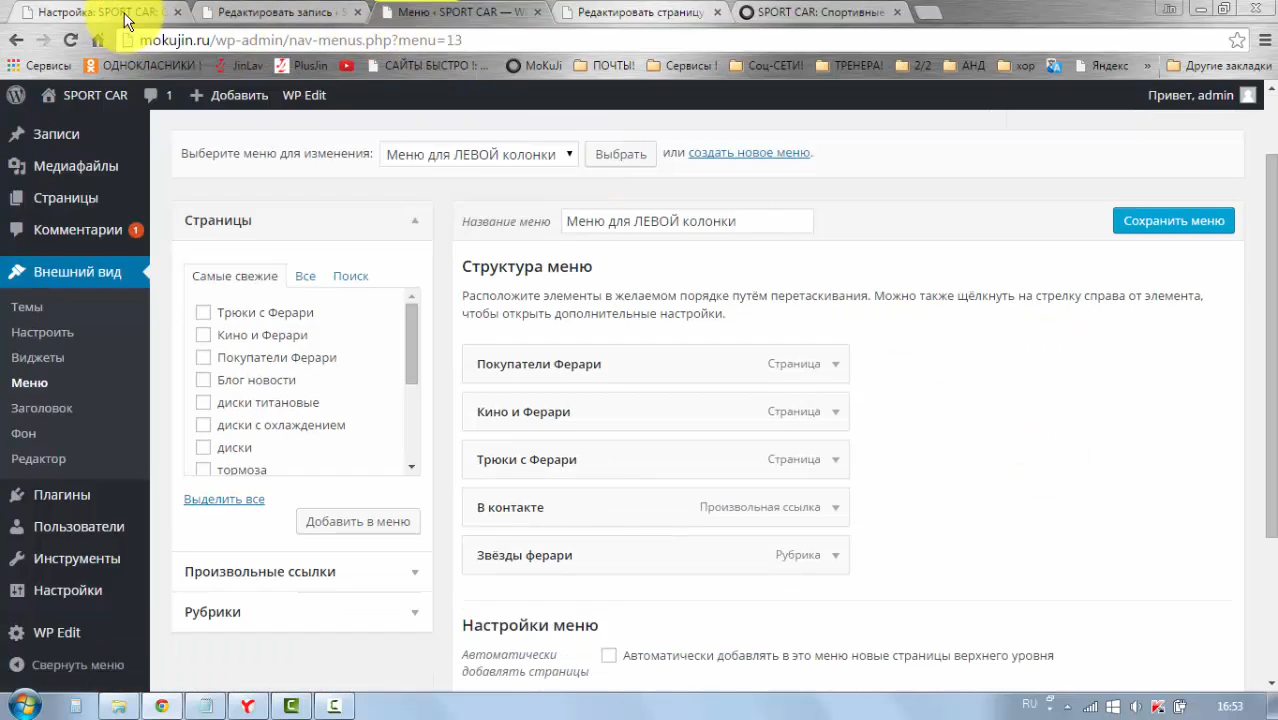 Настройка: SPORT CAR:
Редактировать запись ‹ S
Меню ‹ SPORT CAR — W
Редактировать страницу
SPORT CAR: Спортивные
mokujin.ru/wp-admin/nav-menus.php?menu=13
Сервисы
ОДНОКЛАСНИКИ !
JinLav
Plus/in
САЙТЫ БЫСТРО !:...
MoKuJi
ПОЧТЫ!
Сервисы !
Соц-СЕТИ!
ТРЕНЕРА!
2/2
АНД
хор
Яндекс
»
Другие закладки
SPORT CAR
1
Добавить
WP Edit
Привет, admin
Записи
Медиафайлы
Страницы
Комментарии 1
Внешний вид
Темы
Настроить
Виджеты
Меню
Заголовок
Фон
Редактор
Плагины
Пользователи
Инструменты
Настройки
WP Edit
Свернуть меню
Выберите меню для изменения: Меню для ЛЕВОЙ колонки Выбрать или создать новое меню.
Страницы
Самые свежие Все Поиск
Трюки с Ферари
Кино и Ферари
Покупатели Ферари
Блог новости
диски титановые
диски с охлаждением
диски
тормоза
Выделить все
Добавить в меню
Произвольные ссылки
Рубрики
Название меню Меню для ЛЕВОЙ колонки Сохранить меню
Структура меню
Расположите элементы в желаемом порядке путём перетаскивания. Можно также щёлкнуть на стрелку справа от элемента,
чтобы открыть дополнительные настройки.
Покупатели Ферари Страница
Кино и Ферари Страница
Трюки с Ферари Страница
В контакте Произвольная ссылка
Звёзды ферари Рубрика
Настройки меню
Автоматически
добавлять страницы
Автоматически добавлять в это меню новые страницы верхнего уровня
RU
16:53